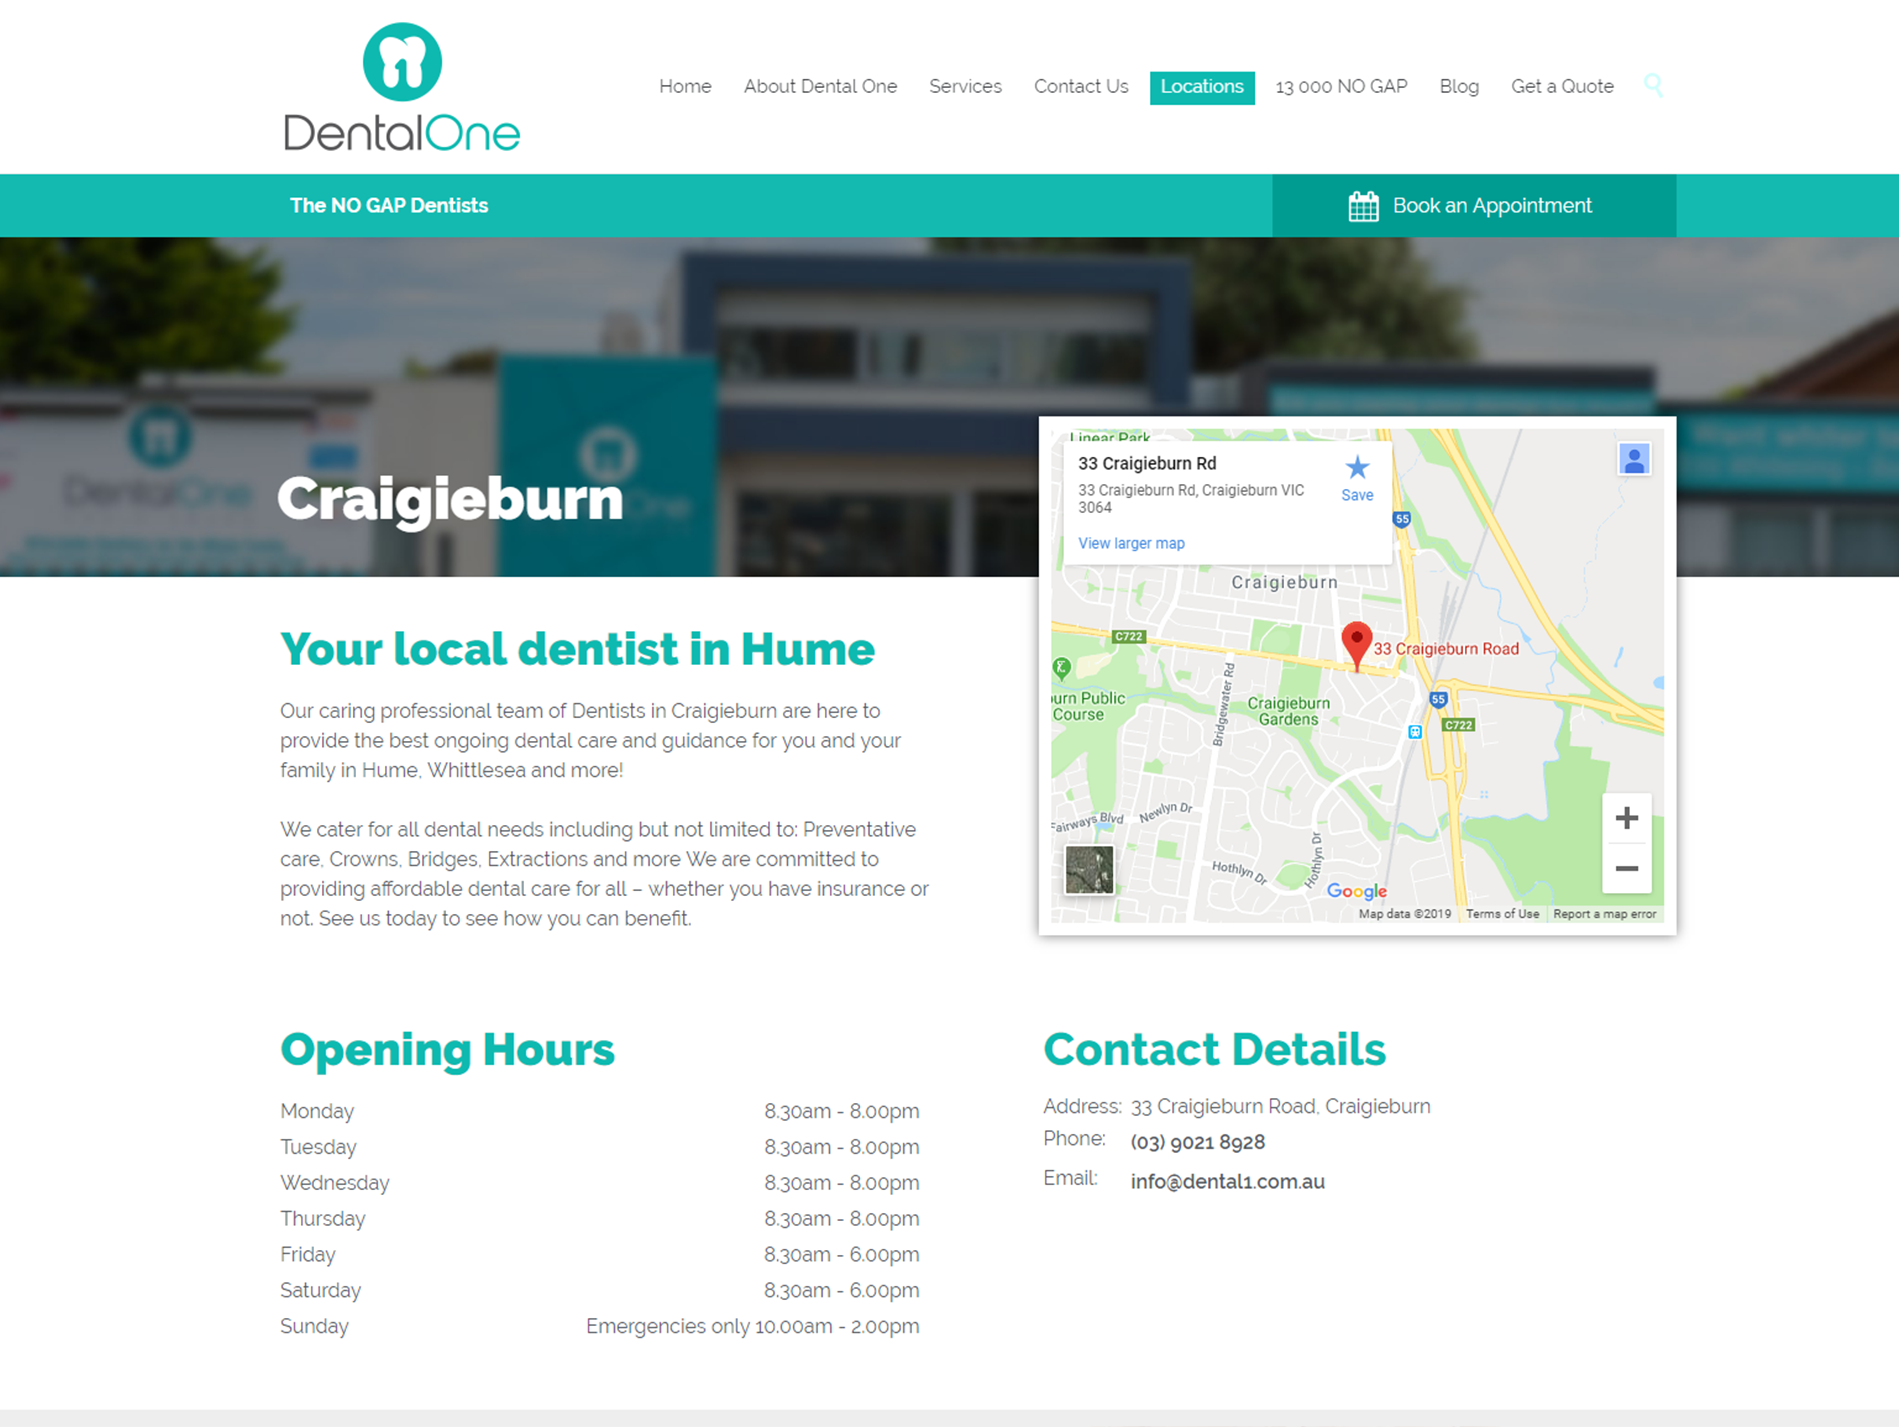 DentalOne
Home
About Dental One
Services
Contact Us
Locations
13 000 NO GAP
Blog
Get a Quote
The NO GAP Dentists
Book an Appointment
DentalOne
Craigieburn
Linear Park
33 Craigieburn Rd
33 Craigieburn Rd, Craigieburn VIC
3064
Save
View larger map
55
Craigieburn
C722
33 Craigieburn Road
55
C722
urn Public
Course
Bridgewater Rd
Craigieburn
Gardens
Fairways Blvd
Newlyn Dr
Hothlyn Dr
Hothlyn Dr
Google
Map data ©2019
Terms of Use
Report a map error
Your local dentist in Hume
Our caring professional team of Dentists in Craigieburn are here to
provide the best ongoing dental care and guidance for you and your
family in Hume, Whittlesea and more!
We cater for all dental needs including but not limited to: Preventative
care, Crowns, Bridges, Extractions and more We are committed to
providing affordable dental care for all – whether you have insurance or
not. See us today to see how you can benefit.
Opening Hours
Monday 8.30am - 8.00pm
Tuesday 8.30am - 8.00pm
Wednesday 8.30am - 8.00pm
Thursday 8.30am - 8.00pm
Friday 8.30am - 6.00pm
Saturday 8.30am - 6.00pm
Sunday Emergencies only 10.00am - 2.00pm
Contact Details
Address: 33 Craigieburn Road, Craigieburn
Phone: (03) 9021 8928
Email: info@dental1.com.au